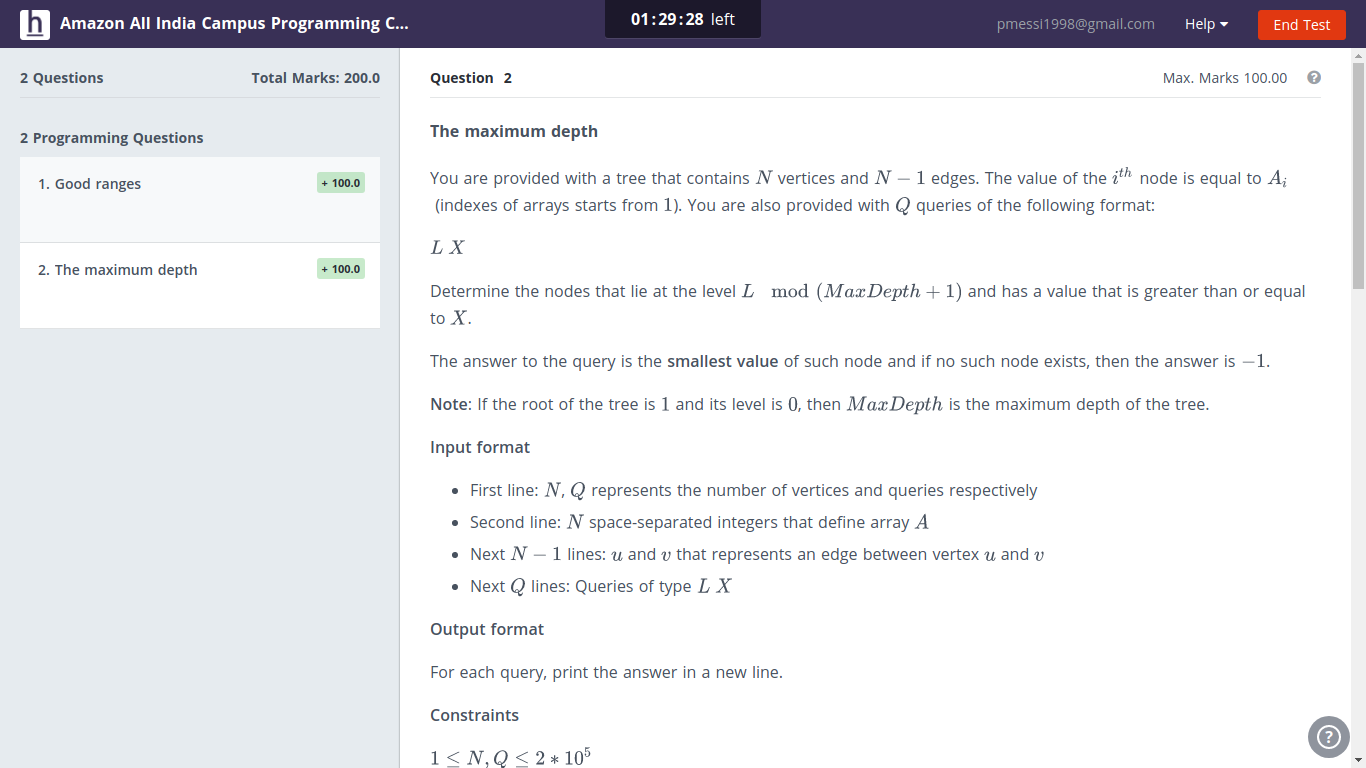 h Amazon All India Campus Programming C...
01:29:28 left
pmessi1998@gmail.com
Help
End Test
2 Questions
Total Marks: 200.0
2 Programming Questions
1. Good ranges
+ 100.0
2. The maximum depth
+ 100.0
Question 2
Max. Marks 100.00
?
The maximum depth
You are provided with a tree that contains N vertices and N − 1 edges. The value of the i^th node is equal to A_i
(indexes of arrays starts from 1). You are also provided with Q queries of the following format:
L X
Determine the nodes that lie at the level L mod (MaxDepth + 1) and has a value that is greater than or equal
to X.
The answer to the query is the smallest value of such node and if no such node exists, then the answer is −1.
Note: If the root of the tree is 1 and its level is 0, then MaxDepth is the maximum depth of the tree.
Input format
• First line: N, Q represents the number of vertices and queries respectively
• Second line: N space-separated integers that define array A
• Next N − 1 lines: u and v that represents an edge between vertex u and v
• Next Q lines: Queries of type L X
Output format
For each query, print the answer in a new line.
Constraints
1 ≤ N, Q ≤ 2 * 10^5
?